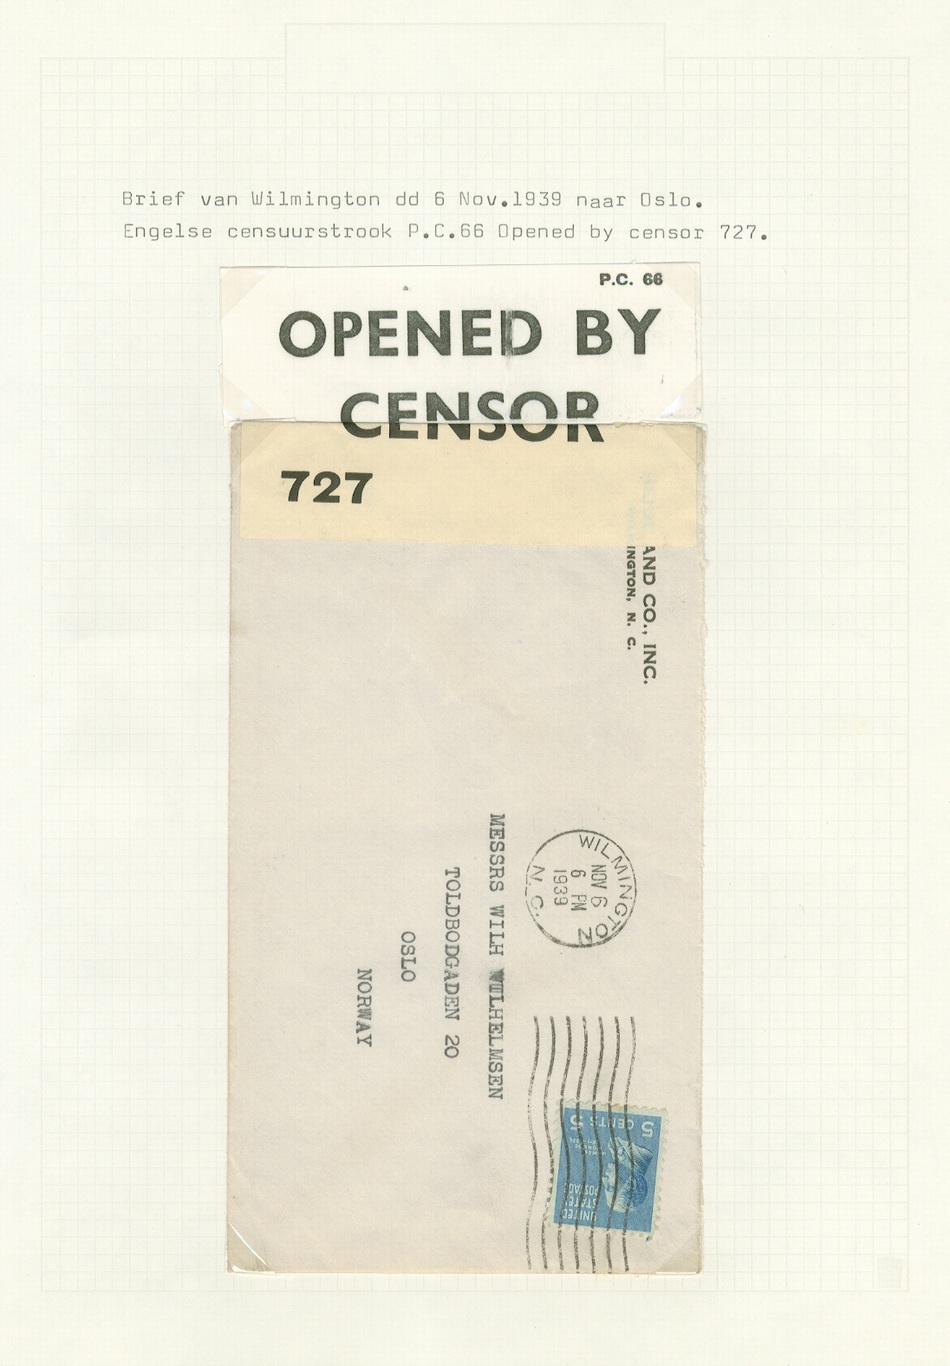 Brief van Wilmington dd 6 Nov.1939 naar Oslo.
Engelse censuurstrook P.C.66 Opened by censor 727.
P.C. 66
OPENED BY
CENSOR
727
AND CO., INC.
INGTON, N. C.
WILMINGTON
NOV 6
6 PM
1939
N.C.
MESSRS WILH WILHELMSEN
TOLDBODGADEN 20
OSLO
NORWAY
5 CENTS 5
UNITED
STATES
POSTAGE